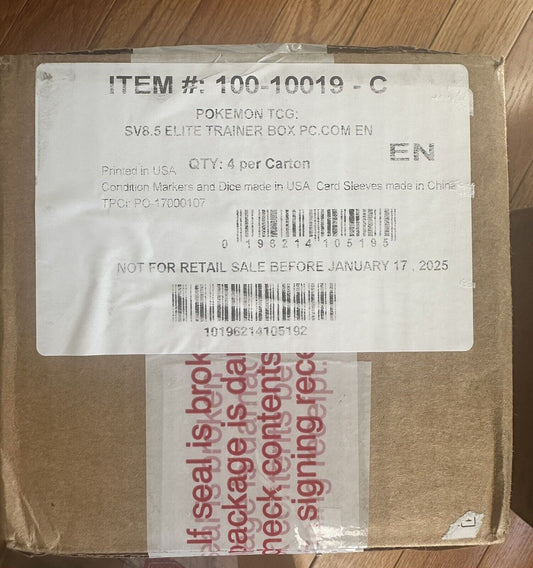 ITEM #: 100-10019 - C
POKEMON TCG:
SV8.5 ELITE TRAINER BOX PC.COM EN
EN
QTY: 4 per Carton
Printed in USA
Condition Markers and Dice made in USA Card Sleeves made in China
TPCi: PO-17000107
0 196214 105195
NOT FOR RETAIL SALE BEFORE JANUARY 17, 2025
10196214105192
If seal is brok
package is da
check contents
signing rece